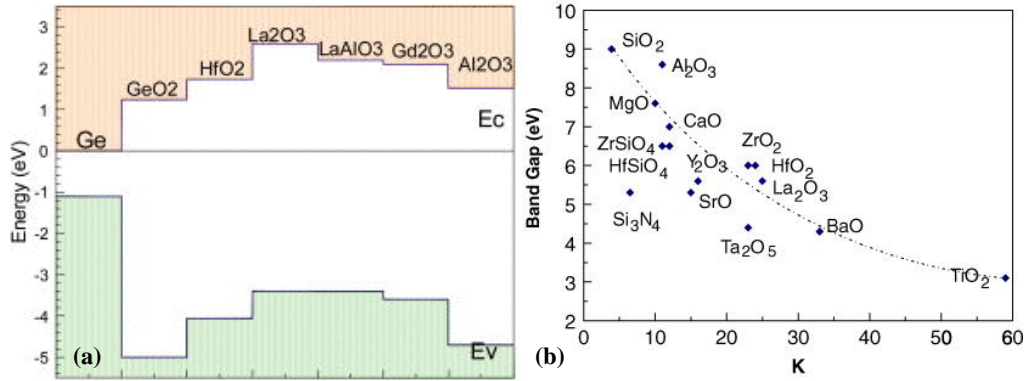 3
2
1
0
-1
-2
-3
-4
-5
Energy (eV)
Ge
GeO2
HfO2
La2O3
LaAlO3
Gd2O3
Al2O3
Ec
Ev
(a)
10
9
8
7
6
5
4
3
2
Band Gap (eV)
SiO2
Al2O3
MgO
CaO
ZrSiO4
HfSiO4
Y2O3
ZrO2
HfO2
La2O3
SrO
Si3N4
Ta2O5
BaO
TiO2
0 10 20 30 40 50 60
K
(b)